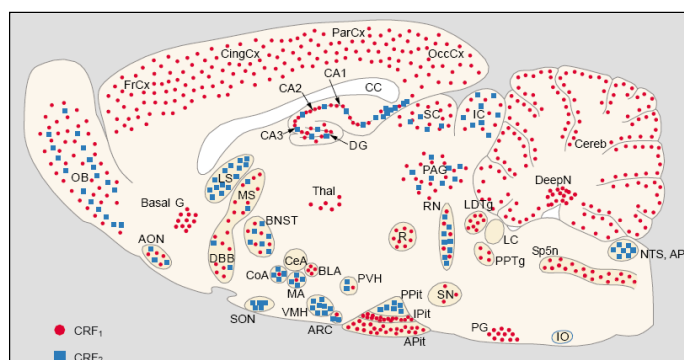 ParCx
CingCx
OccCx
FrCx
CA1
CA2
CC
SC
IC
CA3
DG
Cereb
OB
LS
MS
PAG
DeepN
Basal G
Thal
LDTg
RN
BNST
AON
R
LC
DBB
CeA
PPTg
Sp5n
NTS, AP
CoA
BLA
PVH
MA
SN
PPit
SON
VMH
IPit
ARC
APit
PG
IO
CRF₁
CRF₂